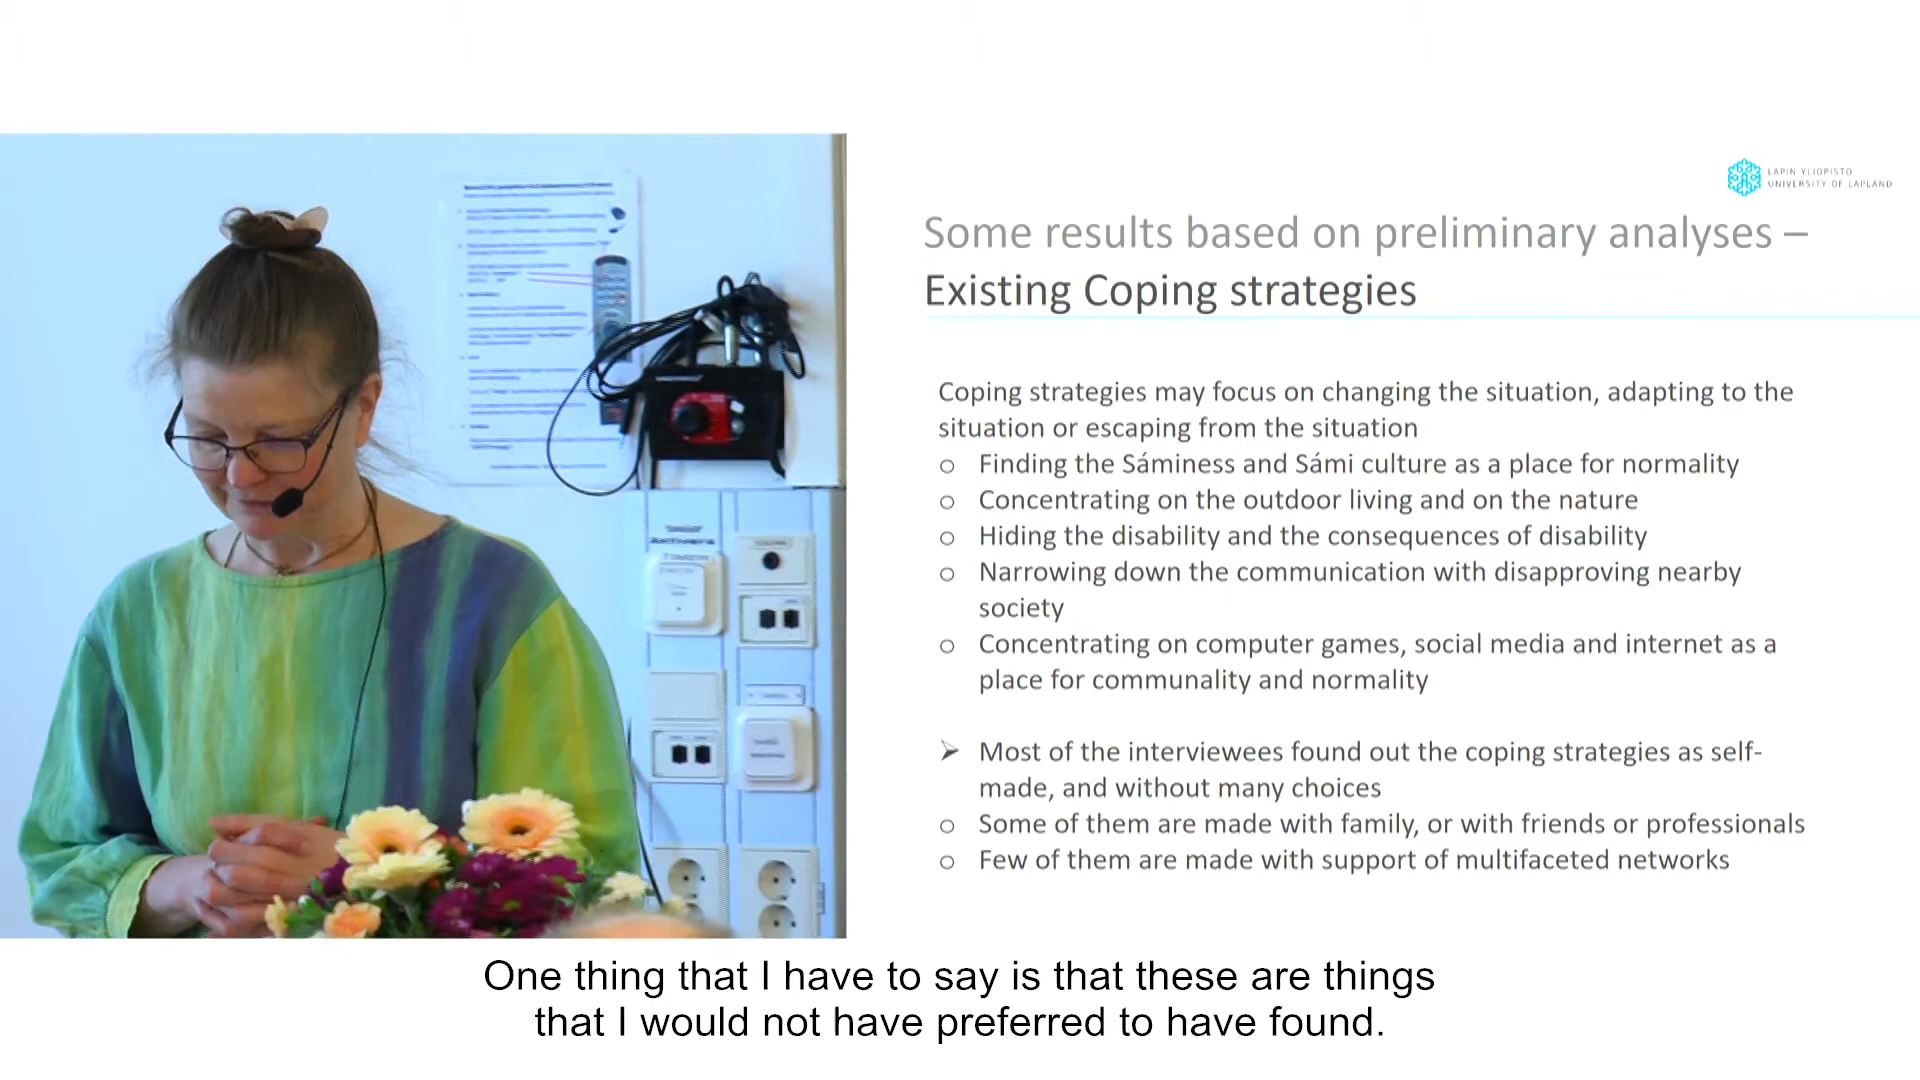 LAPIN YLIOPISTO
UNIVERSITY OF LAPLAND
Some results based on preliminary analyses –
Existing Coping strategies
Coping strategies may focus on changing the situation, adapting to the
situation or escaping from the situation
o Finding the Sáminess and Sámi culture as a place for normality
o Concentrating on the outdoor living and on the nature
o Hiding the disability and the consequences of disability
o Narrowing down the communication with disapproving nearby
society
o Concentrating on computer games, social media and internet as a
place for communality and normality
➢ Most of the interviewees found out the coping strategies as self-
made, and without many choices
o Some of them are made with family, or with friends or professionals
o Few of them are made with support of multifaceted networks
One thing that I have to say is that these are things
that I would not have preferred to have found.